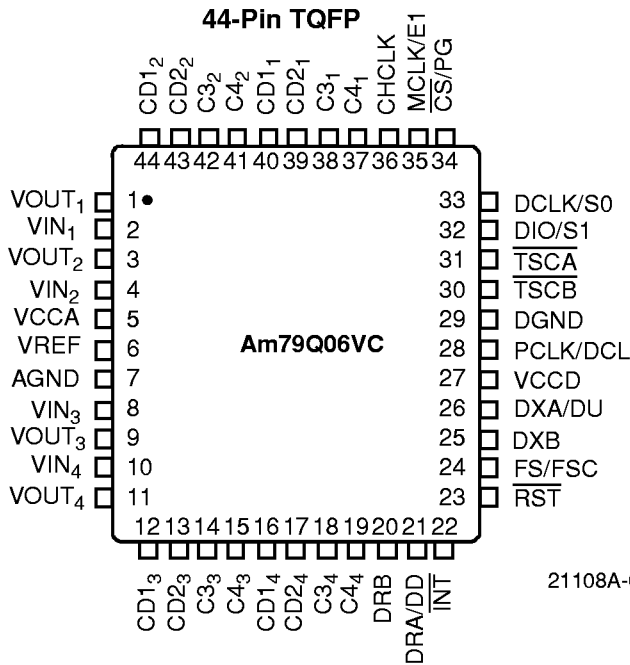 44-Pin TQFP
CD1₂ CD2₂ C3₂ C4₂ CD1₁ CD2₁ C3₁ C4₁ CHCLK MCLK/E1 C̅S̅/PG
44 43 42 41 40 39 38 37 36 35 34
VOUT₁ 1 33 DCLK/S0
VIN₁ 2 32 DIO/S1
VOUT₂ 3 31 T̅S̅C̅A̅
VIN₂ 4 30 T̅S̅C̅B̅
VCCA 5 29 DGND
VREF 6 Am79Q06VC 28 PCLK/DCL
AGND 7 27 VCCD
VIN₃ 8 26 DXA/DU
VOUT₃ 9 25 DXB
VIN₄ 10 24 FS/FSC
VOUT₄ 11 23 R̅S̅T̅
12 13 14 15 16 17 18 19 20 21 22
CD1₃ CD2₃ C3₃ C4₃ CD1₄ CD2₄ C3₄ C4₄ DRB DRA/DD I̅N̅T̅
21108A-